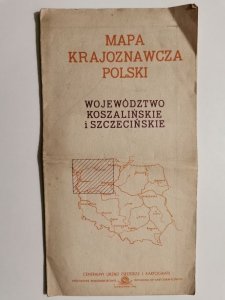 MAPA
KRAJOZNAWCZA
POLSKI
WOJEWÓDZTWO
KOSZALIŃSKIE
i SZCZECIŃSKIE
CENTRALNY URZĄD GEODEZJI I KARTOGRAFII